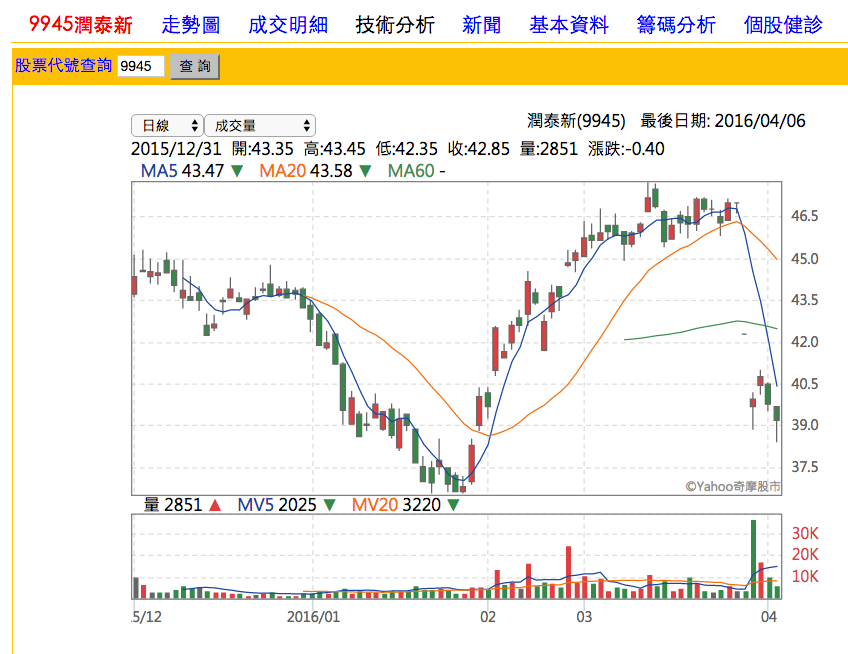 9945潤泰新 走勢圖 成交明細 技術分析 新聞 基本資料 籌碼分析 個股健診
股票代號查詢 9945 查 詢
日線 成交量 潤泰新(9945) 最後日期: 2016/04/06
2015/12/31 開:43.35 高:43.45 低:42.35 收:42.85 量:2851 漲跌:-0.40
MA5 43.47 ▼ MA20 43.58 ▼ MA60 -
46.5
45.0
43.5
42.0
40.5
39.0
37.5
©Yahoo奇摩股市
量 2851 ▲ MV5 2025 ▼ MV20 3220 ▼
30K
20K
10K
5/12 2016/01 02 03 04